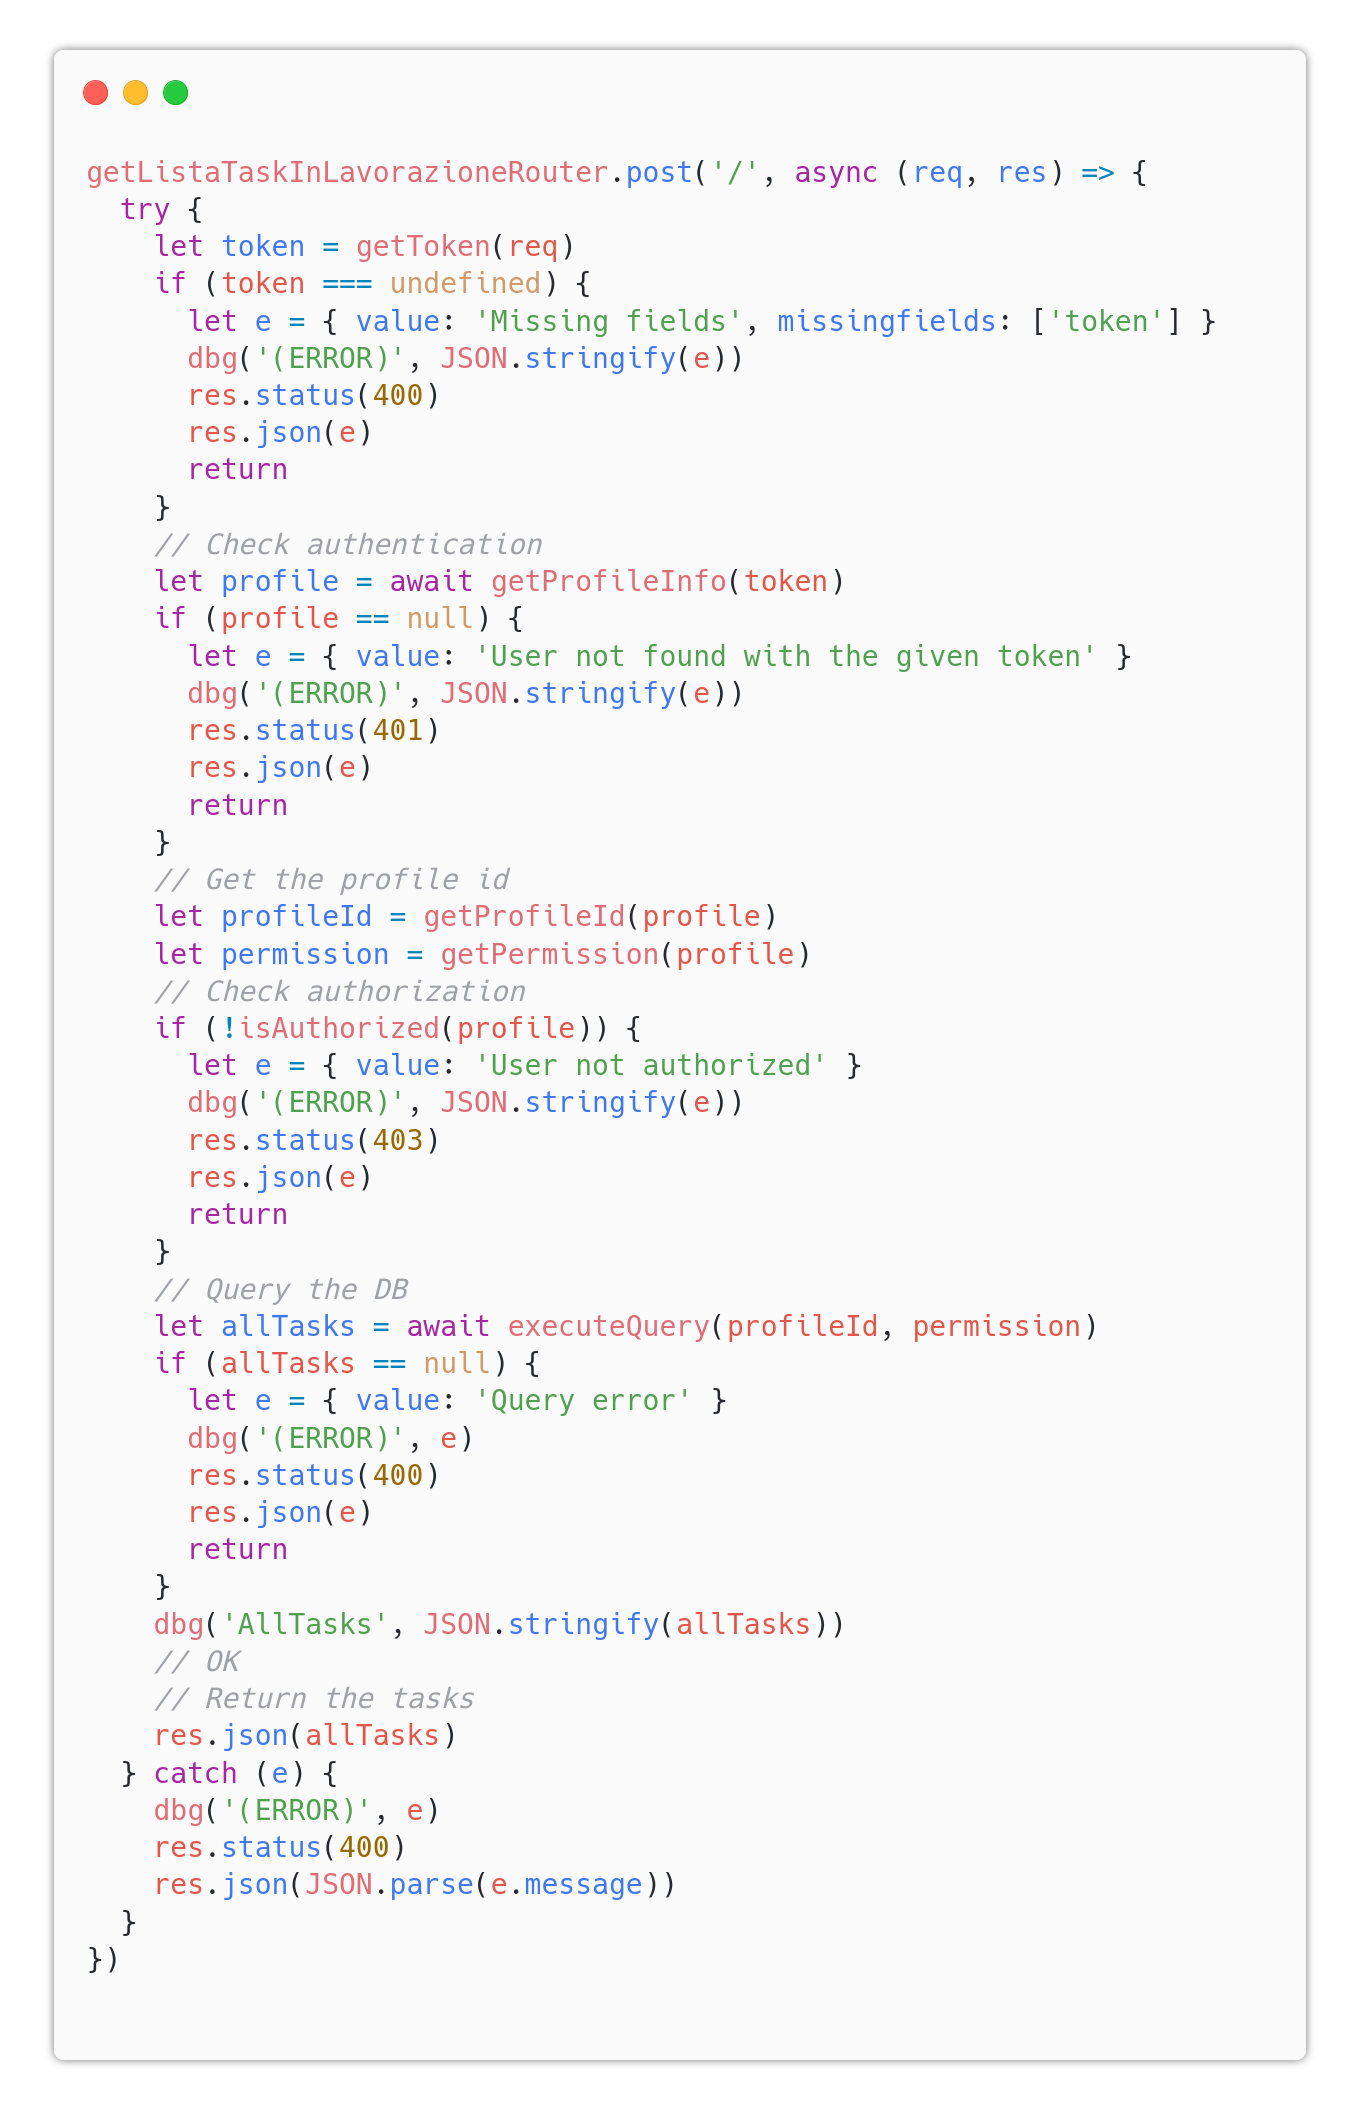 getListaTaskInLavorazioneRouter.post('/', async (req, res) => {
  try {
    let token = getToken(req)
    if (token === undefined) {
      let e = { value: 'Missing fields', missingfields: ['token'] }
      dbg('(ERROR)', JSON.stringify(e))
      res.status(400)
      res.json(e)
      return
    }
    // Check authentication
    let profile = await getProfileInfo(token)
    if (profile == null) {
      let e = { value: 'User not found with the given token' }
      dbg('(ERROR)', JSON.stringify(e))
      res.status(401)
      res.json(e)
      return
    }
    // Get the profile id
    let profileId = getProfileId(profile)
    let permission = getPermission(profile)
    // Check authorization
    if (!isAuthorized(profile)) {
      let e = { value: 'User not authorized' }
      dbg('(ERROR)', JSON.stringify(e))
      res.status(403)
      res.json(e)
      return
    }
    // Query the DB
    let allTasks = await executeQuery(profileId, permission)
    if (allTasks == null) {
      let e = { value: 'Query error' }
      dbg('(ERROR)', e)
      res.status(400)
      res.json(e)
      return
    }
    dbg('AllTasks', JSON.stringify(allTasks))
    // OK
    // Return the tasks
    res.json(allTasks)
  } catch (e) {
    dbg('(ERROR)', e)
    res.status(400)
    res.json(JSON.parse(e.message))
  }
})